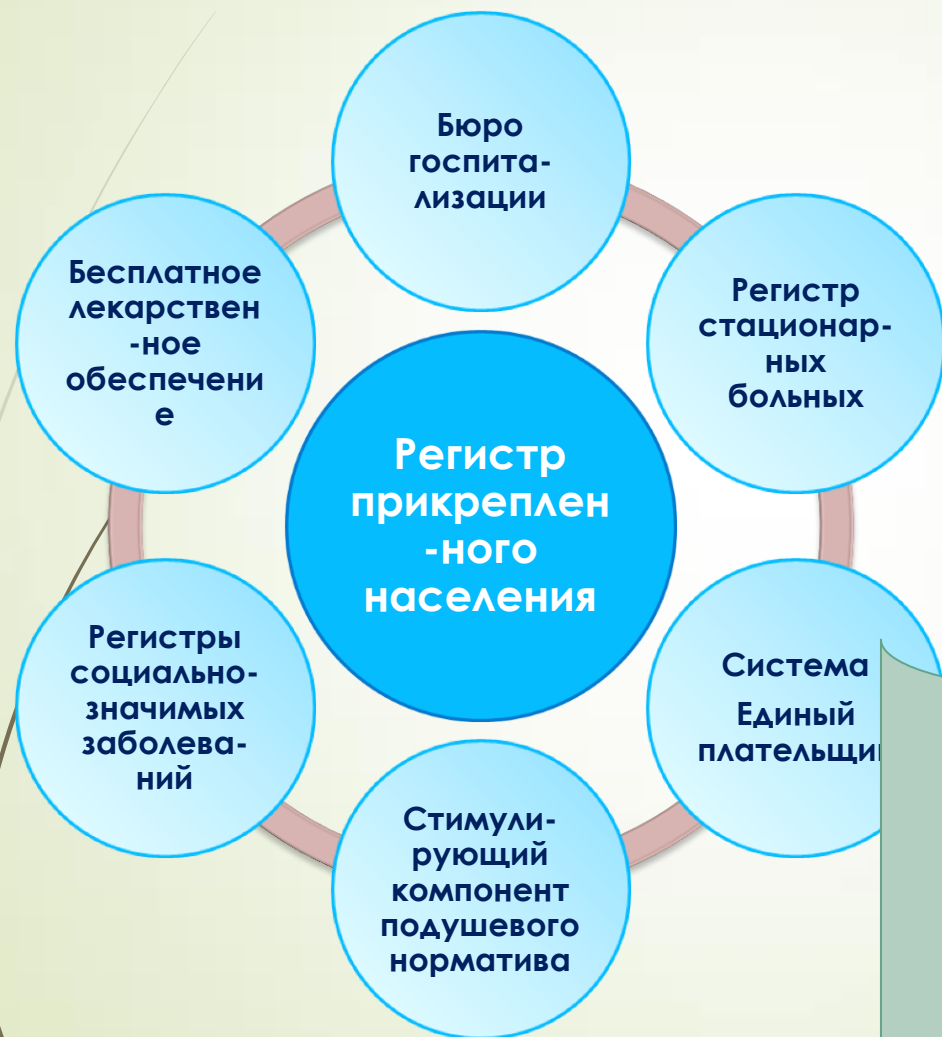 Бюро
госпита-
лизации
Регистр
стационар-
ных
больных
Система
Единый
плательщи
Стимули-
рующий
компонент
подушевого
норматива
Регистры
социально-
значимых
заболева-
ний
Бесплатное
лекарствен
-ное
обеспечени
е
Регистр
прикреплен
-ного
населения